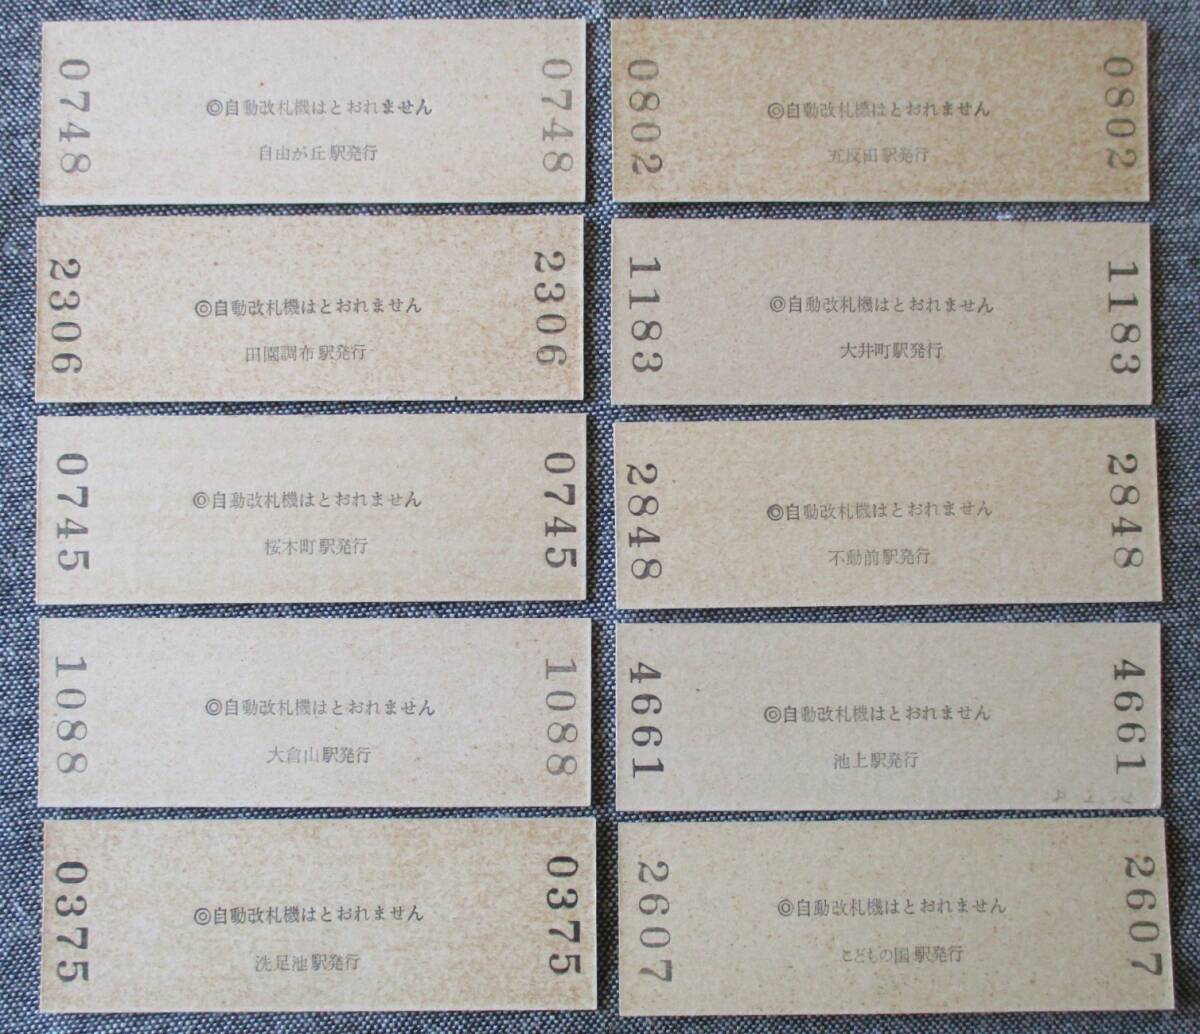 0748
◎自動改札機はとおれません
自由が丘駅発行
0748
0802
◎自動改札機はとおれません
五反田駅発行
0802
2306
◎自動改札機はとおれません
田園調布駅発行
2306
1183
◎自動改札機はとおれません
大井町駅発行
1183
0745
◎自動改札機はとおれません
桜木町駅発行
0745
2848
◎自動改札機はとおれません
不動前駅発行
2848
1088
◎自動改札機はとおれません
大倉山駅発行
1088
4661
◎自動改札機はとおれません
池上駅発行
4661
0375
◎自動改札機はとおれません
洗足池駅発行
0375
2607
◎自動改札機はとおれません
こどもの国駅発行
2607